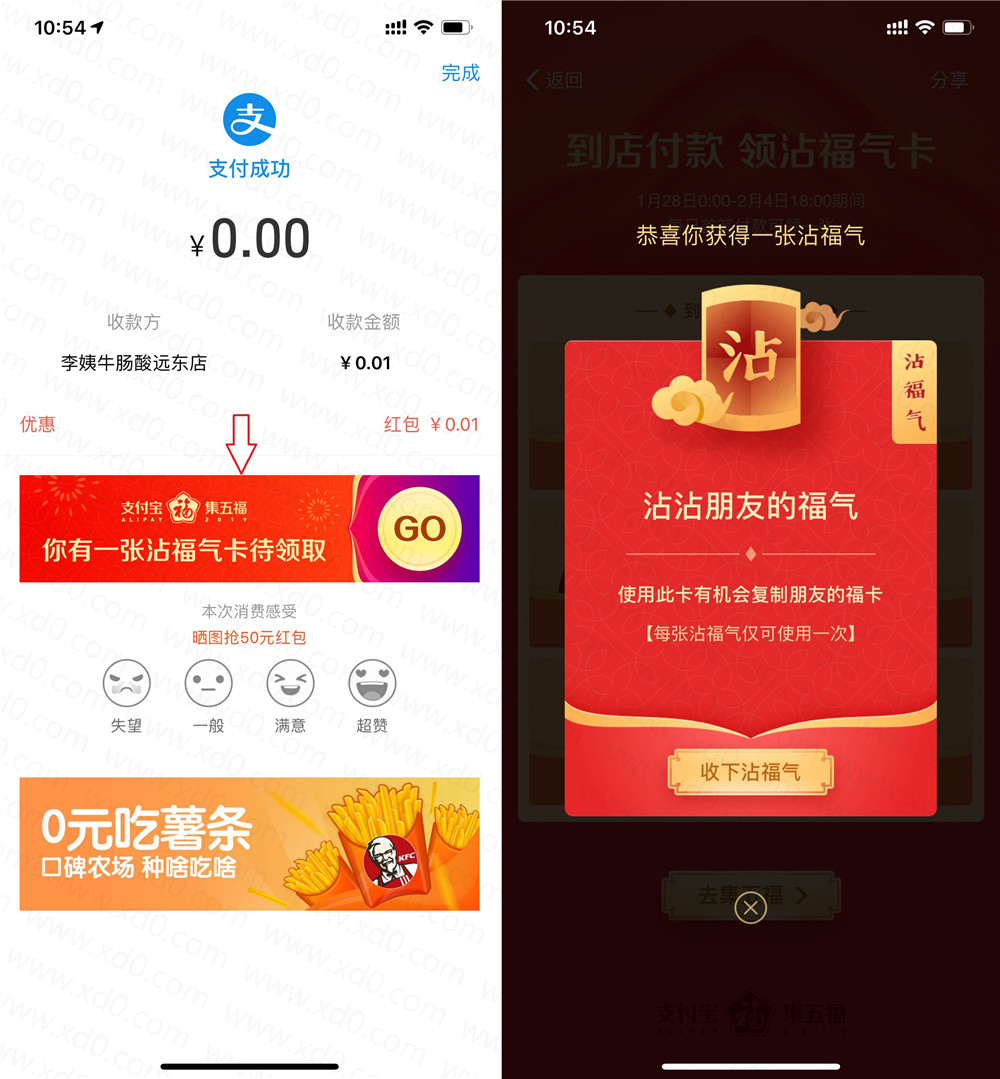 10:54
完成
支付成功
¥0.00
收款方
收款金额
李姨牛肠酸远东店
¥0.01
优惠
红包 ¥0.01
支付宝 福 集五福
ALIPAY 2019
你有一张沾福气卡待领取
GO
本次消费感受
晒图抢50元红包
失望
一般
满意
超赞
0元吃薯条
口碑农场 种啥吃啥
KFC
www.xd0.com
10:54
返回
分享
到店付款 领沾福气卡
1月28日0:00-2月4日18:00期间
恭喜你获得一张沾福气
到
沾
沾福气
沾沾朋友的福气
使用此卡有机会复制朋友的福卡
【每张沾福气仅可使用一次】
收下沾福气
去集五福
支付宝 福 集五福